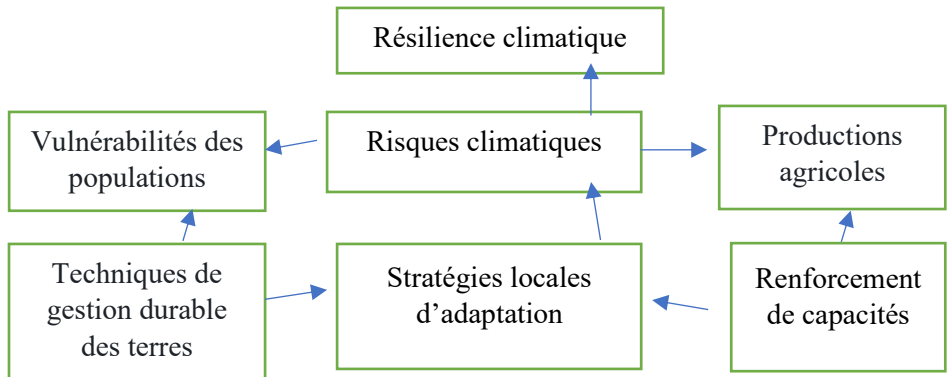 Résilience climatique
Vulnérabilités des
populations
Risques climatiques
Productions
agricoles
Techniques de
gestion durable
des terres
Stratégies locales
d’adaptation
Renforcement
de capacités